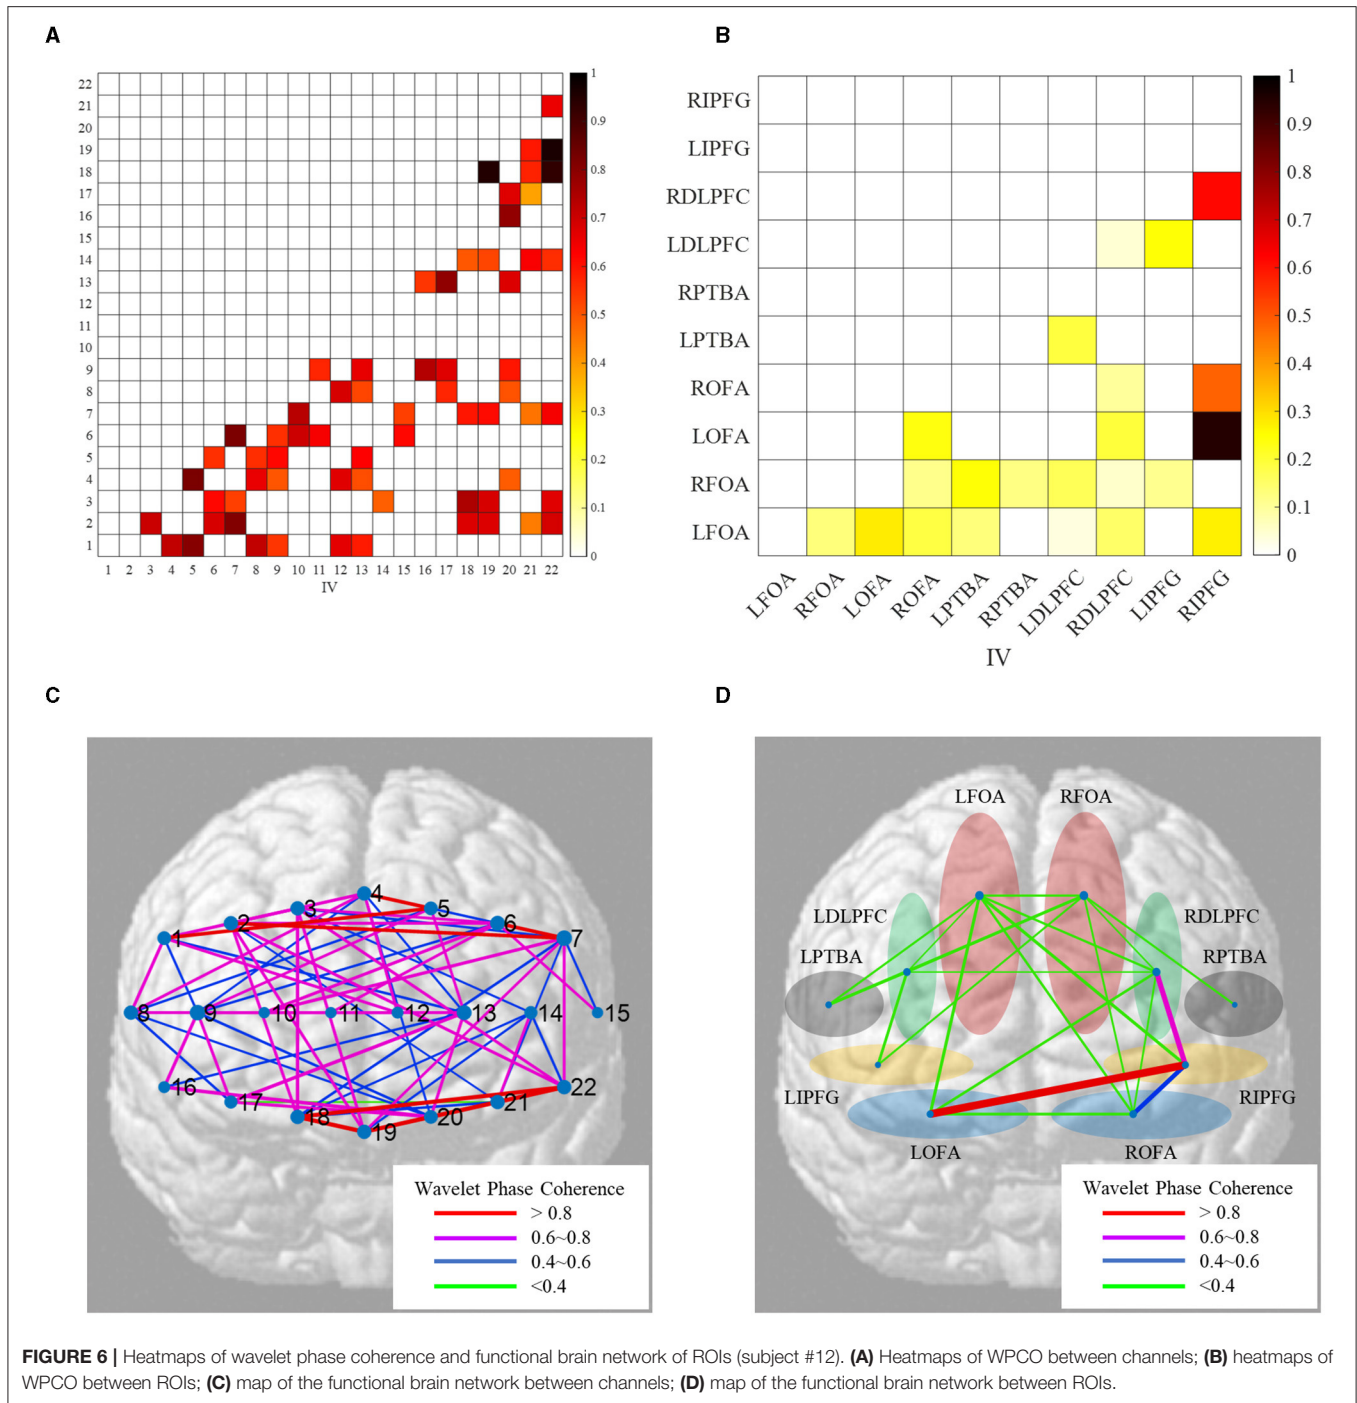 A
22
21
20
19
18
17
16
15
14
13
12
11
10
9
8
7
6
5
4
3
2
1
1 2 3 4 5 6 7 8 9 10 11 12 13 14 15 16 17 18 19 20 21 22
IV
1
0.9
0.8
0.7
0.6
0.5
0.4
0.3
0.2
0.1
0
B
RIPFG
LIPFG
RDLPFC
LDLPFC
RPTBA
LPTBA
ROFA
LOFA
RFOA
LFOA
LFOA RFOA LOFA ROFA LPTBA RPTBA LDLPFC RDLPFC LIPFG RIPFG
IV
1
0.9
0.8
0.7
0.6
0.5
0.4
0.3
0.2
0.1
0
C
4
3 5
2 6
1 7
8 9 10 11 12 13 14 15
16 22
17 21
18 20
19
Wavelet Phase Coherence
> 0.8
0.6~0.8
0.4~0.6
<0.4
D
LFOA RFOA
LDLPFC RDLPFC
LPTBA RPTBA
LIPFG RIPFG
LOFA ROFA
Wavelet Phase Coherence
> 0.8
0.6~0.8
0.4~0.6
<0.4
FIGURE 6 | Heatmaps of wavelet phase coherence and functional brain network of ROIs (subject #12). (A) Heatmaps of WPCO between channels; (B) heatmaps of
WPCO between ROIs; (C) map of the functional brain network between channels; (D) map of the functional brain network between ROIs.